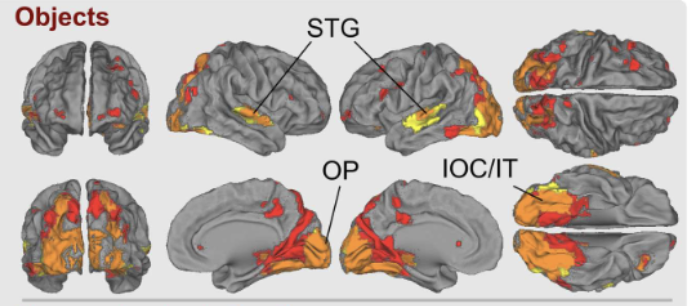 Objects
STG
OP
IOC/IT